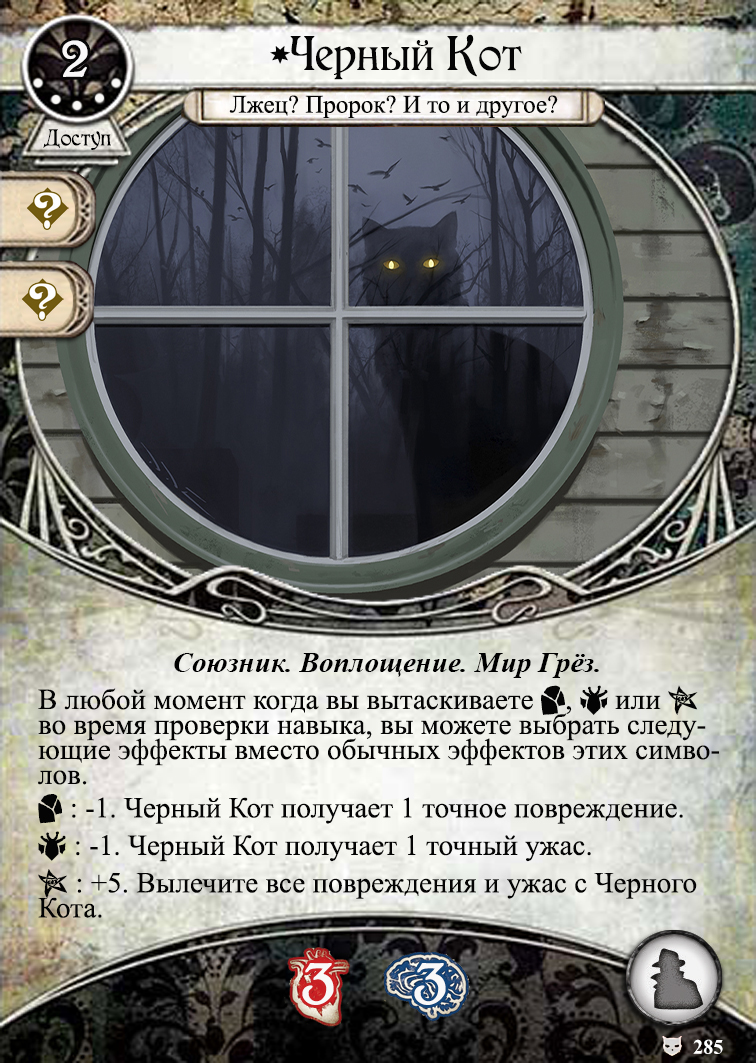 2
Черный Кот
Лжец? Пророк? И то и другое?
Доступ
?
?
Союзник. Воплощение. Мир Грёз.
В любой момент когда вы вытаскиваете , или
во время проверки навыка, вы можете выбрать следу-
ющие эффекты вместо обычных эффектов этих симво-
лов.
: -1. Черный Кот получает 1 точное повреждение.
: -1. Черный Кот получает 1 точный ужас.
: +5. Вылечите все повреждения и ужас с Черного
Кота.
3 3
285